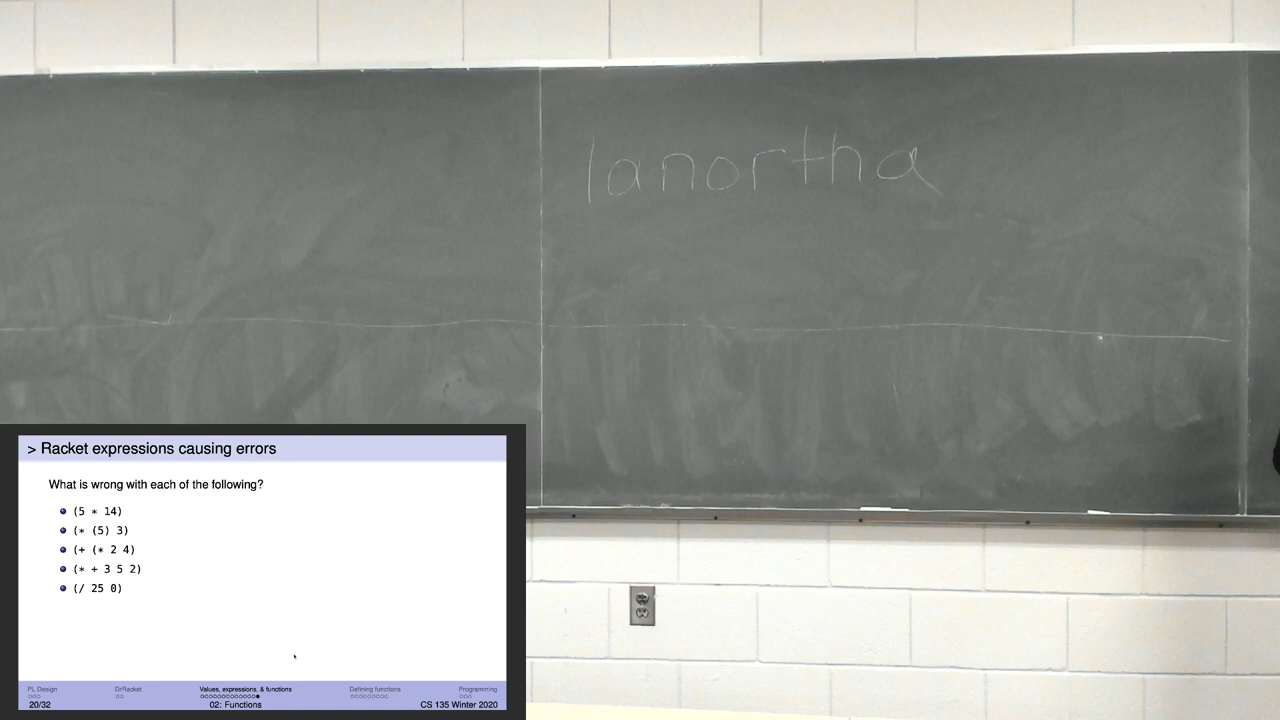 lanortha
> Racket expressions causing errors
What is wrong with each of the following?
(5 * 14)
(* (5) 3)
(+ (* 2 4)
(* + 3 5 2)
(/ 25 0)
PL Design DrRacket Values, expressions, & functions Defining functions Programming
20/32 02: Functions CS 135 Winter 2020